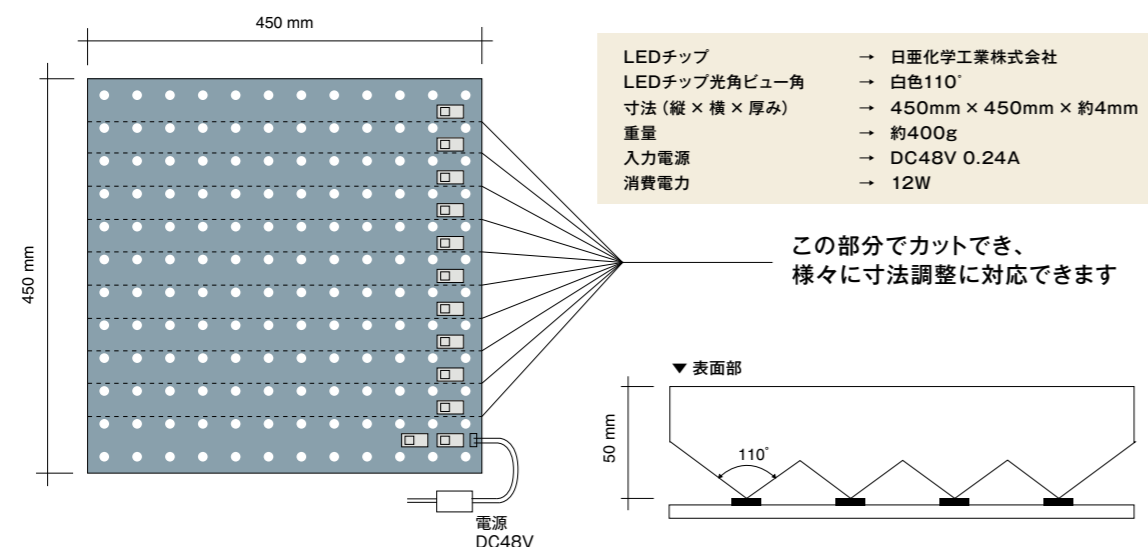 450 mm
450 mm
LEDチップ → 日亜化学工業株式会社
LEDチップ光角ビュー角 → 白色110°
寸法（縦 × 横 × 厚み） → 450mm × 450mm × 約4mm
重量 → 約400g
入力電源 → DC48V 0.24A
消費電力 → 12W
この部分でカットでき、
様々に寸法調整に対応できます
▼ 表面部
50 mm
110°
電源
DC48V